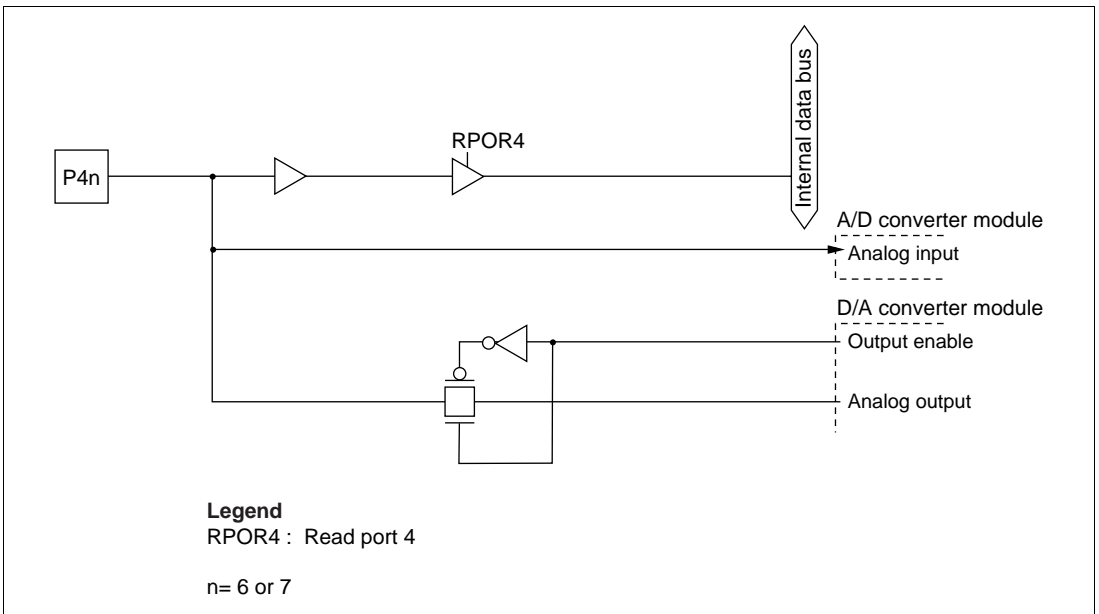 Internal data bus
RPOR4
P4n
A/D converter module
Analog input
D/A converter module
Output enable
Analog output
Legend
RPOR4 : Read port 4
n= 6 or 7